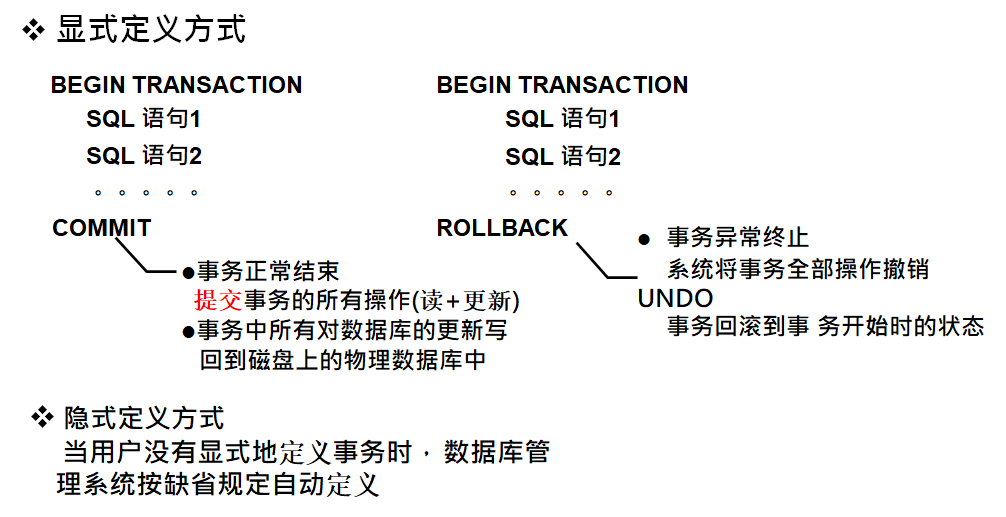 ❖ 显式定义方式
BEGIN TRANSACTION
SQL 语句1
SQL 语句2
。。。。。
COMMIT
●事务正常结束
提交事务的所有操作(读+更新)
●事务中所有对数据库的更新写
回到磁盘上的物理数据库中
BEGIN TRANSACTION
SQL 语句1
SQL 语句2
。。。。。
ROLLBACK
● 事务异常终止
系统将事务全部操作撤销
UNDO
事务回滚到事 务开始时的状态
❖ 隐式定义方式
当用户没有显式地定义事务时，数据库管
理系统按缺省规定自动定义